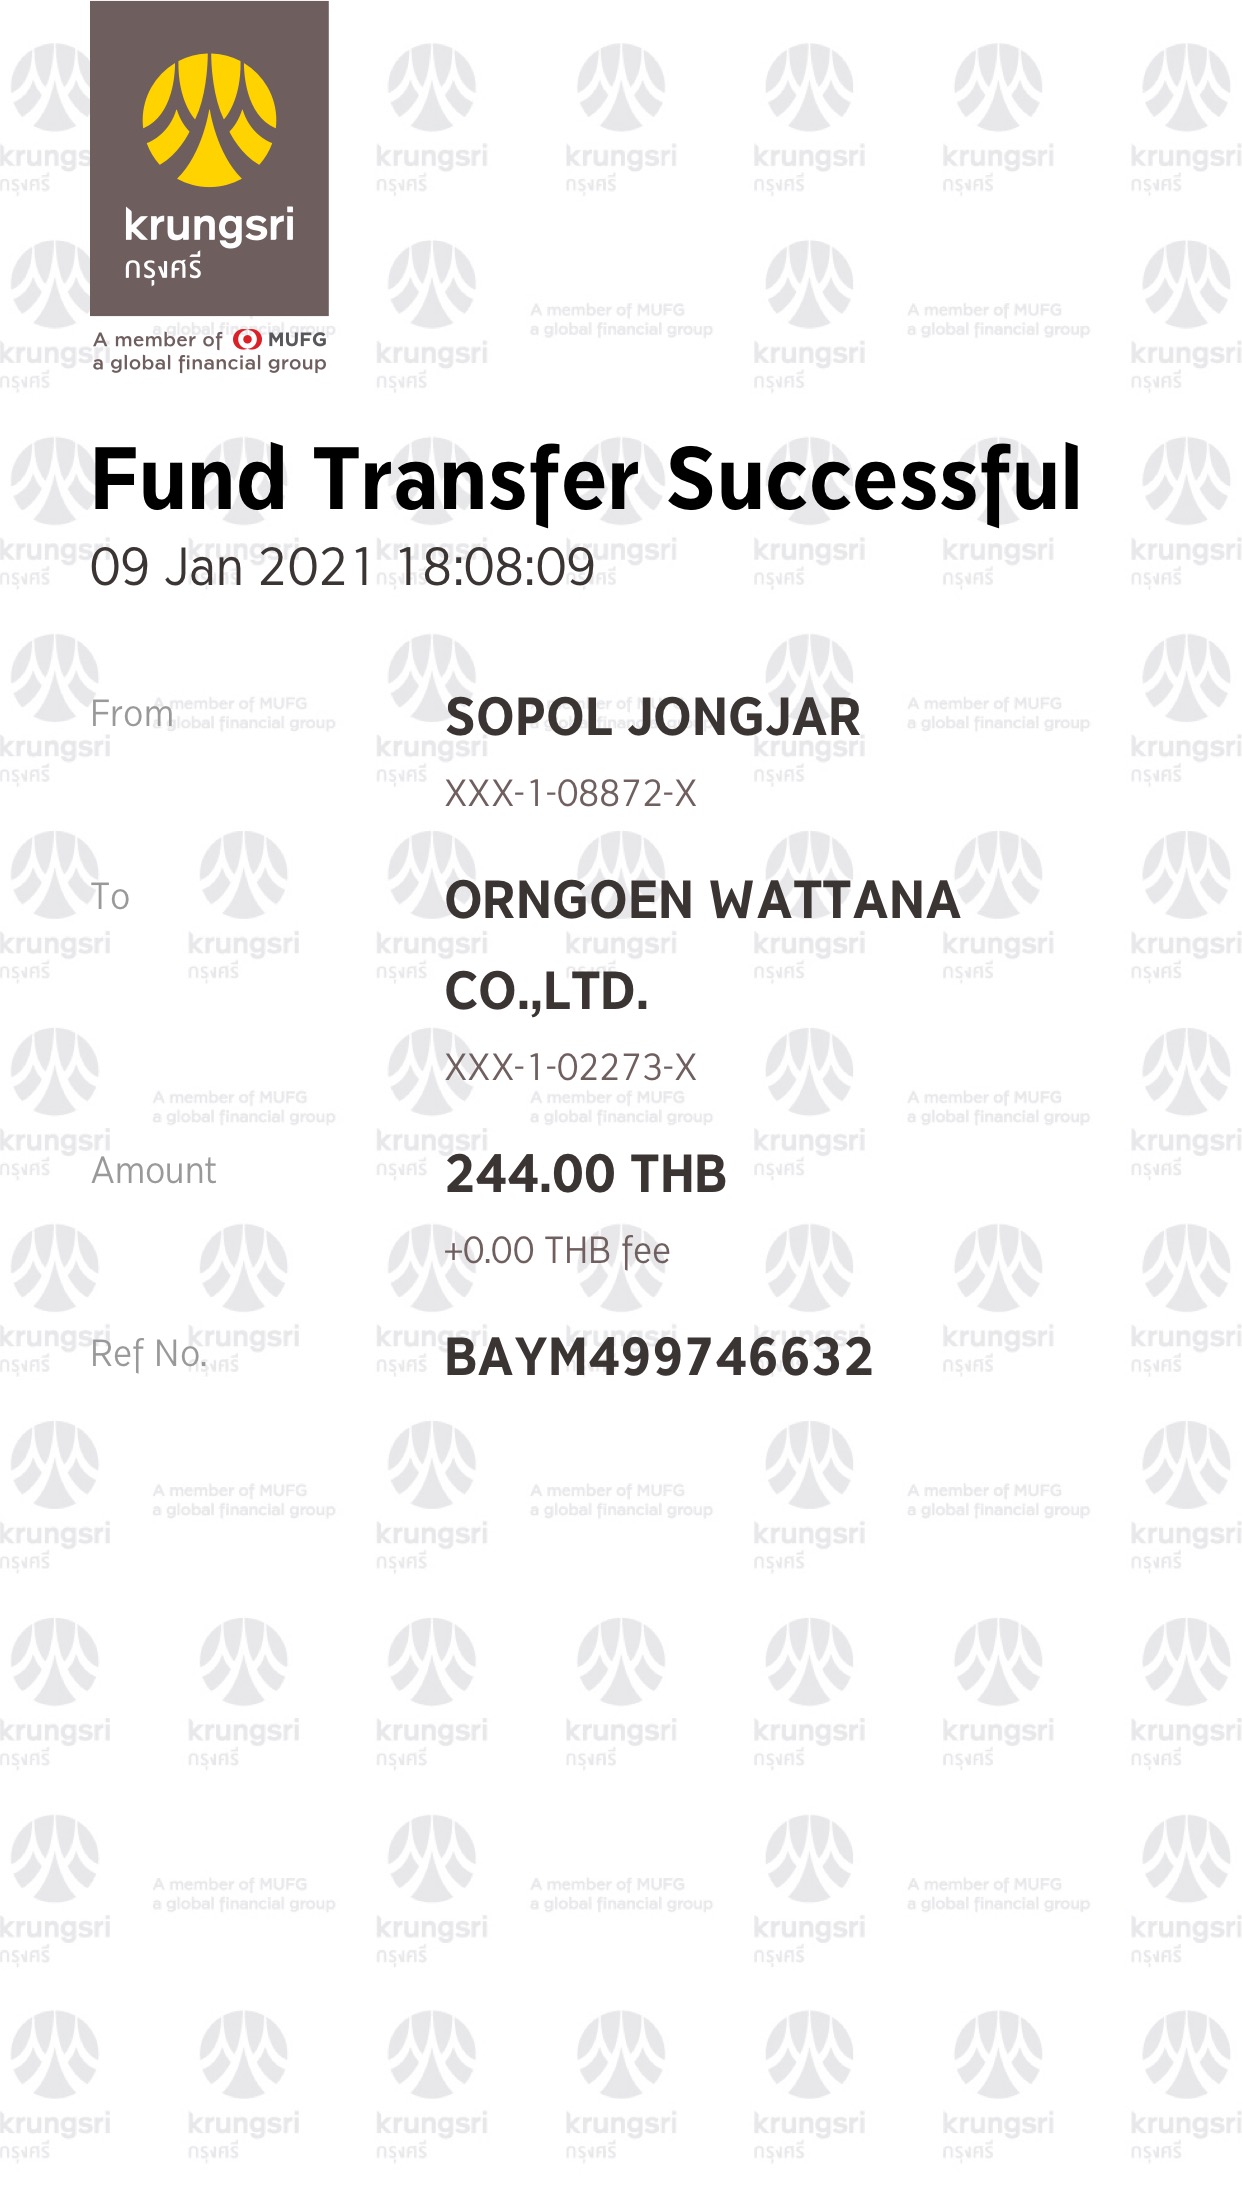 krungsri
กรุงศรี
A member of MUFG
a global financial group
Fund Transfer Successful
09 Jan 2021 18:08:09
From
SOPOL JONGJAR
XXX-1-08872-X
To
ORNGOEN WATTANA
CO.,LTD.
XXX-1-02273-X
Amount
244.00 THB
+0.00 THB fee
Ref No.
BAYM499746632